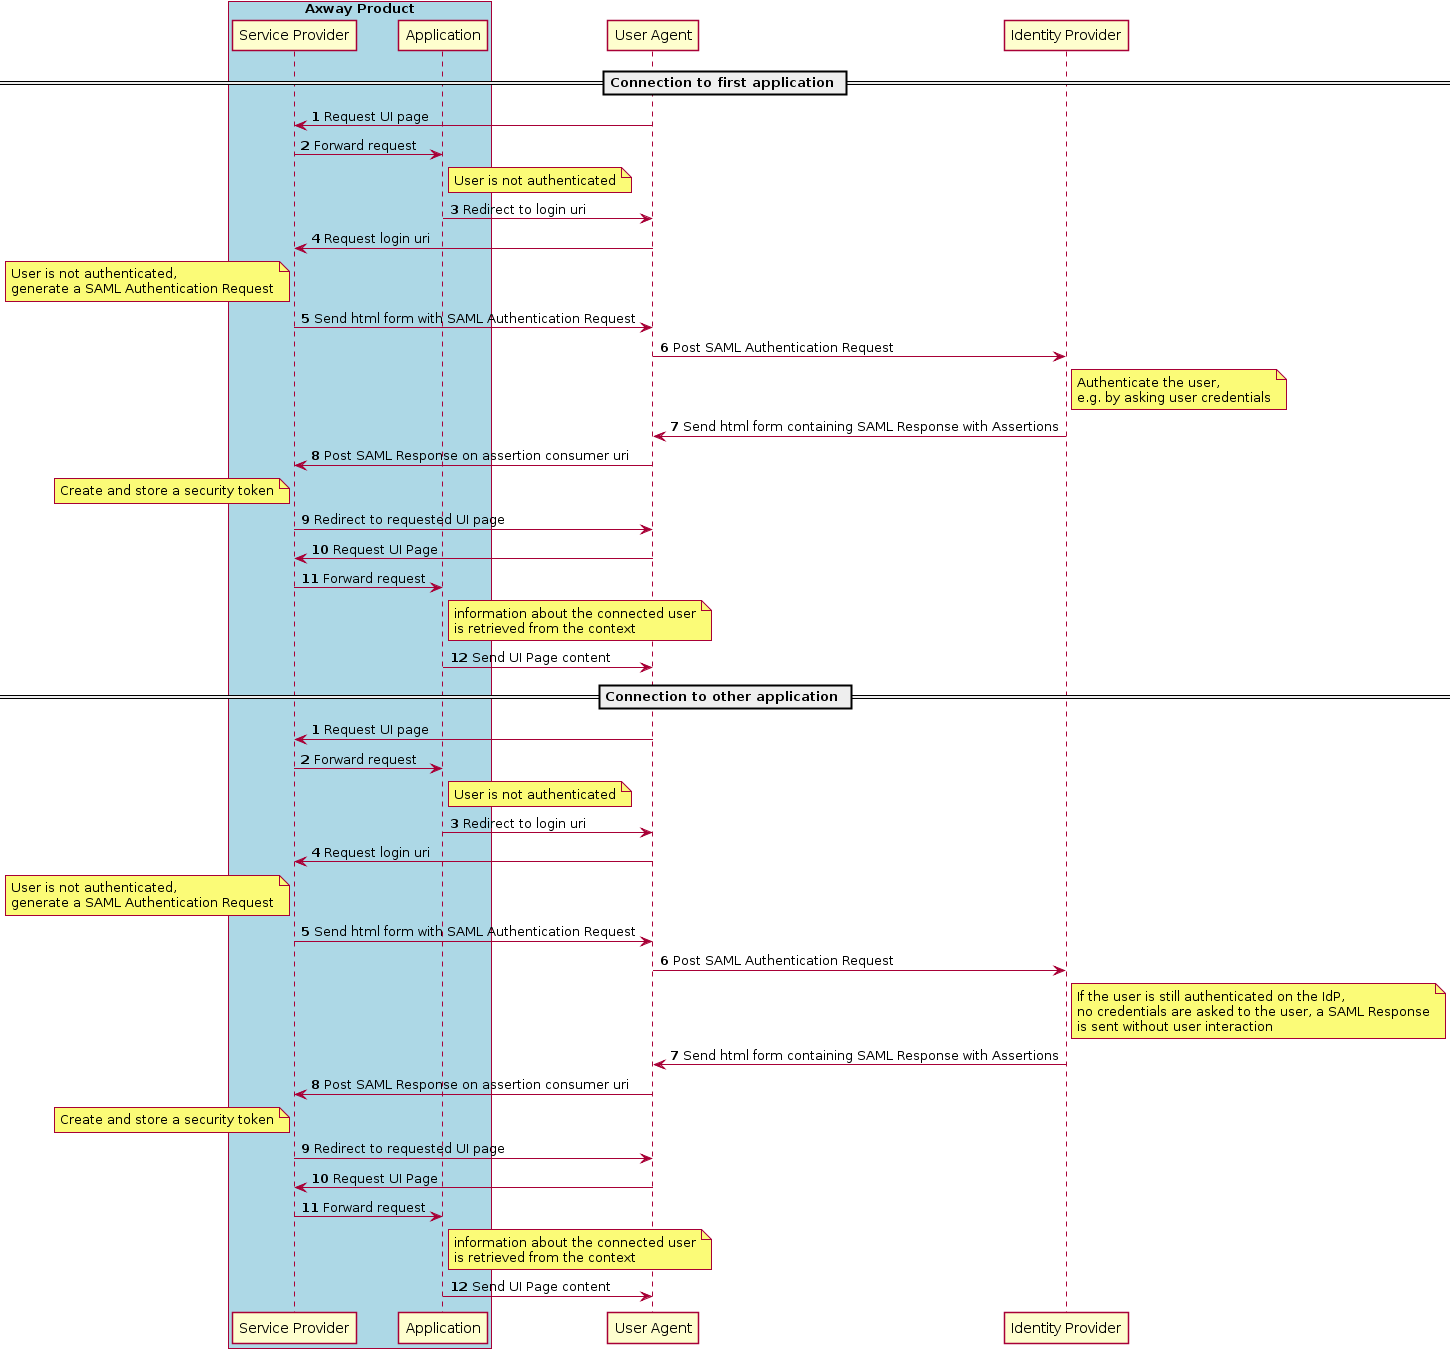 Axway Product
Service Provider
Application
User Agent
Identity Provider
Connection to first application
1 Request UI page
2 Forward request
User is not authenticated
3 Redirect to login uri
4 Request login uri
User is not authenticated,
generate a SAML Authentication Request
5 Send html form with SAML Authentication Request
6 Post SAML Authentication Request
Authenticate the user,
e.g. by asking user credentials
7 Send html form containing SAML Response with Assertions
8 Post SAML Response on assertion consumer uri
Create and store a security token
9 Redirect to requested UI page
10 Request UI Page
11 Forward request
information about the connected user
is retrieved from the context
12 Send UI Page content
Connection to other application
1 Request UI page
2 Forward request
User is not authenticated
3 Redirect to login uri
4 Request login uri
User is not authenticated,
generate a SAML Authentication Request
5 Send html form with SAML Authentication Request
6 Post SAML Authentication Request
If the user is still authenticated on the IdP,
no credentials are asked to the user, a SAML Response
is sent without user interaction
7 Send html form containing SAML Response with Assertions
8 Post SAML Response on assertion consumer uri
Create and store a security token
9 Redirect to requested UI page
10 Request UI Page
11 Forward request
information about the connected user
is retrieved from the context
12 Send UI Page content
Service Provider
Application
User Agent
Identity Provider